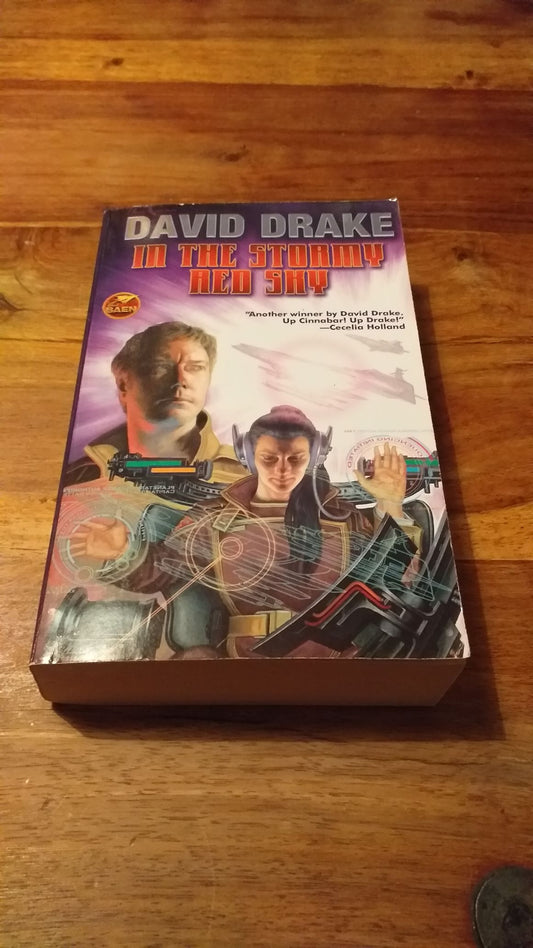 DAVID DRAKE
IN THE STORMY
RED SKY
BAEN
"Another winner by David Drake.
Up Cinnabar! Up Drake!"
—Cecelia Holland